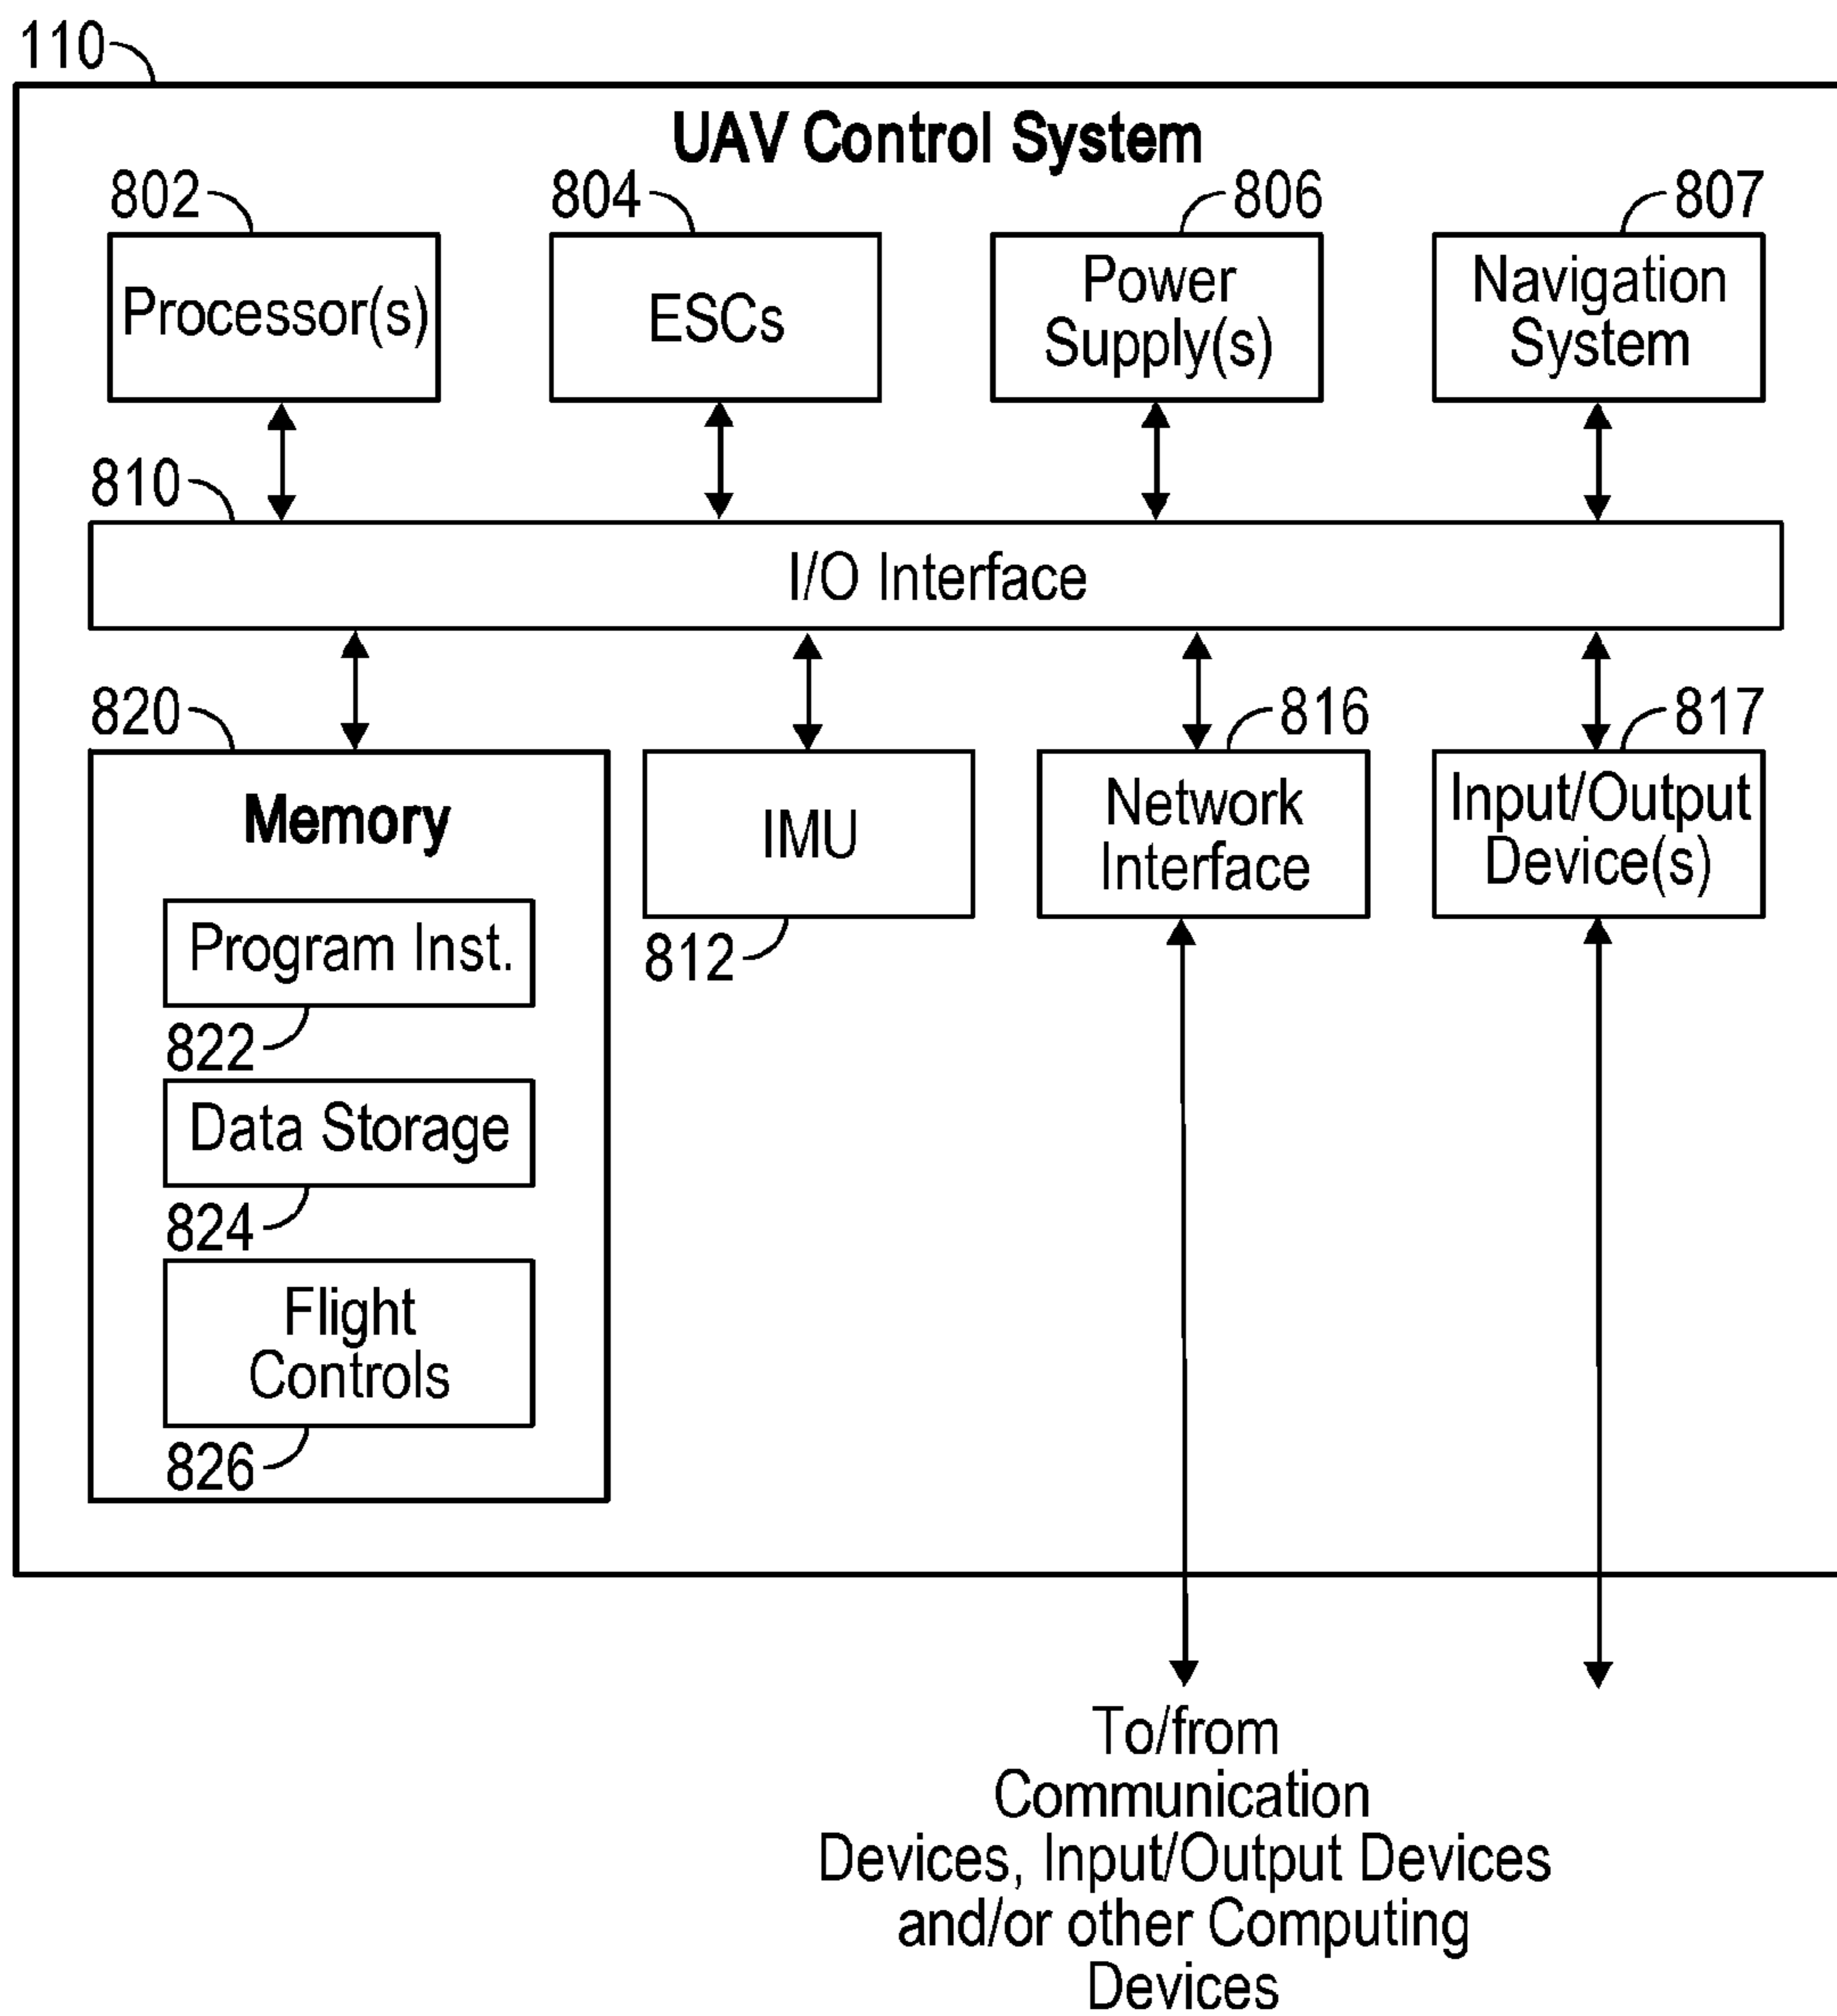 110
UAV Control System
802
804
806
807
Processor(s)
ESCs
Power
Supply(s)
Navigation
System
810
I/O Interface
820
816
817
Memory
IMU
Network
Interface
Input/Output
Device(s)
812
Program Inst.
822
Data Storage
824
Flight
Controls
826
To/from
Communication
Devices, Input/Output Devices
and/or other Computing
Devices